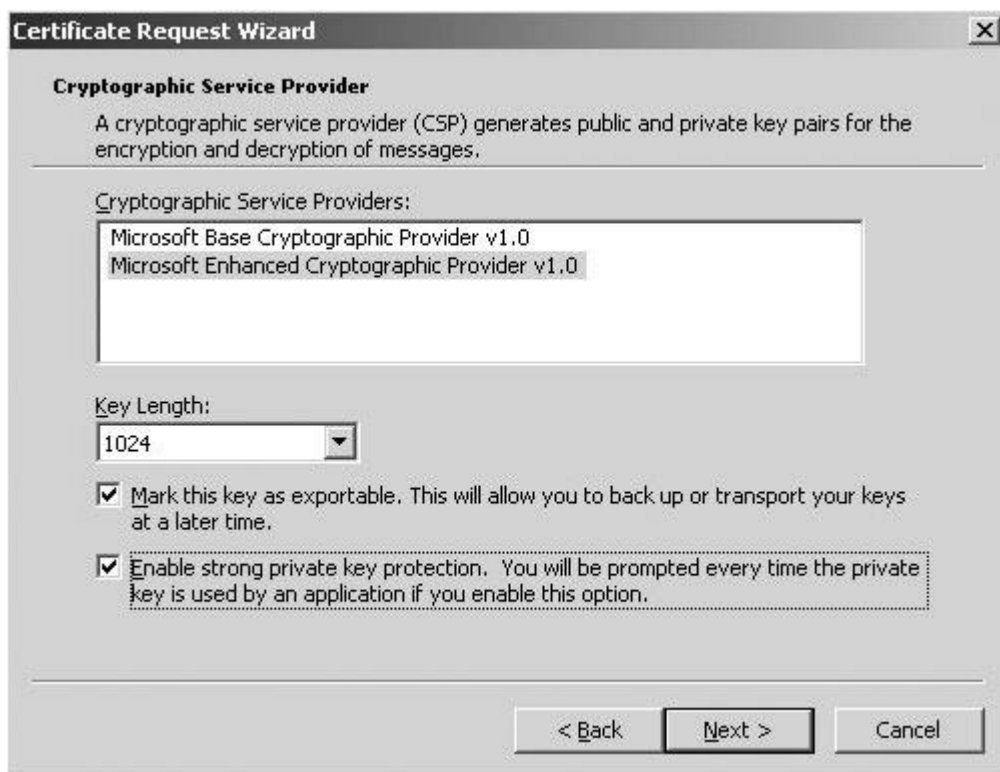 Certificate Request Wizard
Cryptographic Service Provider
A cryptographic service provider (CSP) generates public and private key pairs for the
encryption and decryption of messages.
Cryptographic Service Providers:
Microsoft Base Cryptographic Provider v1.0
Microsoft Enhanced Cryptographic Provider v1.0
Key Length:
1024
Mark this key as exportable. This will allow you to back up or transport your keys
at a later time.
Enable strong private key protection. You will be prompted every time the private
key is used by an application if you enable this option.
< Back
Next >
Cancel